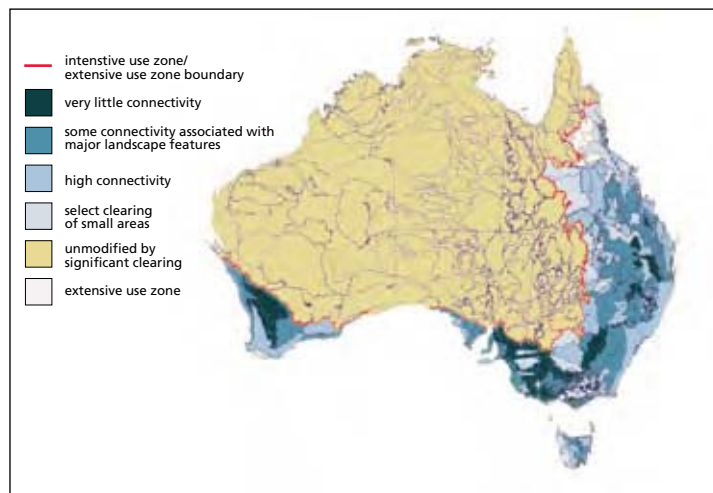 intenstive use zone/
extensive use zone boundary
very little connectivity
some connectivity associated with
major landscape features
high connectivity
select clearing
of small areas
unmodified by
significant clearing
extensive use zone